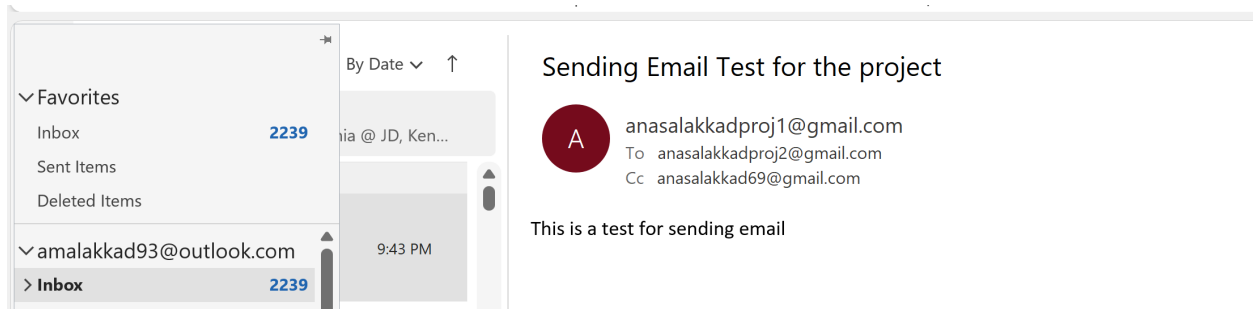 Favorites
Inbox 2239
Sent Items
Deleted Items
amalakkad93@outlook.com
Inbox 2239
By Date
@ JD, Ken...
9:43 PM
Sending Email Test for the project
A
anasalakkadproj1@gmail.com
To anasalakkadproj2@gmail.com
Cc anasalakkad69@gmail.com
This is a test for sending email